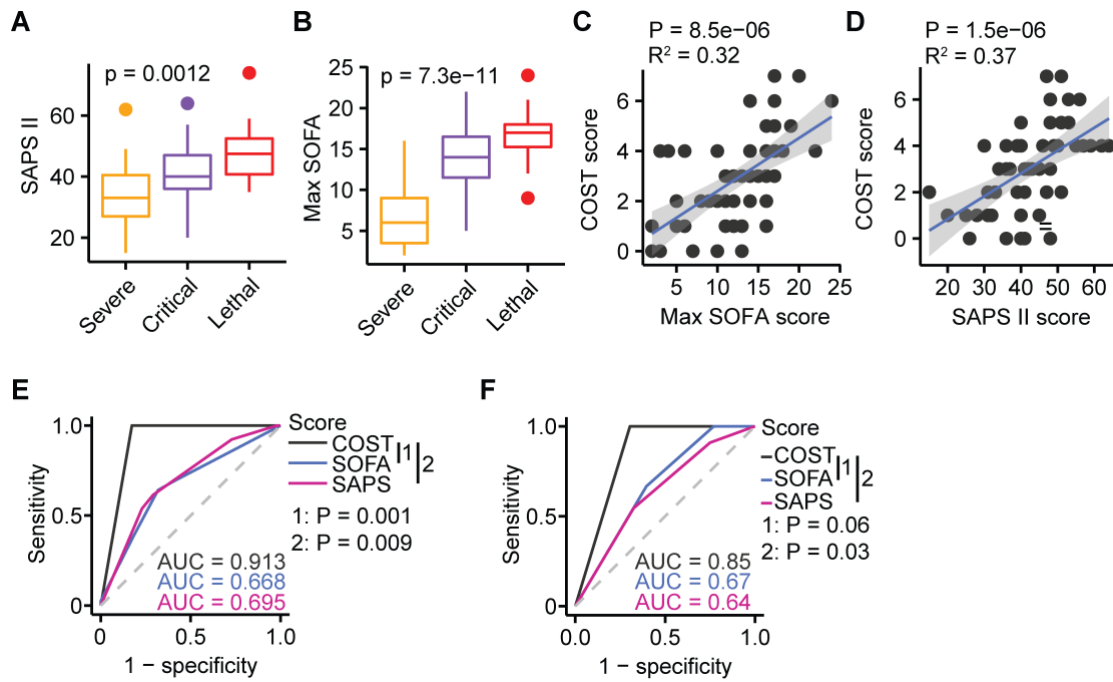 A
p = 0.0012
SAPS II
60
40
20
Severe
Critical
Lethal
B
p = 7.3e−11
Max SOFA
25
20
15
10
5
Severe
Critical
Lethal
C
P = 8.5e−06
R² = 0.32
COST score
6
4
2
0
5
10
15
20
25
Max SOFA score
D
P = 1.5e−06
R² = 0.37
COST score
6
4
2
0
20
30
40
50
60
SAPS II score
E
Sensitivity
1.0
0.5
0
0
0.5
1.0
1 − specificity
Score
COST
SOFA
SAPS
1
2
1: P = 0.001
2: P = 0.009
AUC = 0.913
AUC = 0.668
AUC = 0.695
F
Sensitivity
1.0
0.5
0
0.0
0.5
1.0
1 − specificity
Score
COST
SOFA
SAPS
1
2
1: P = 0.06
2: P = 0.03
AUC = 0.85
AUC = 0.67
AUC = 0.64